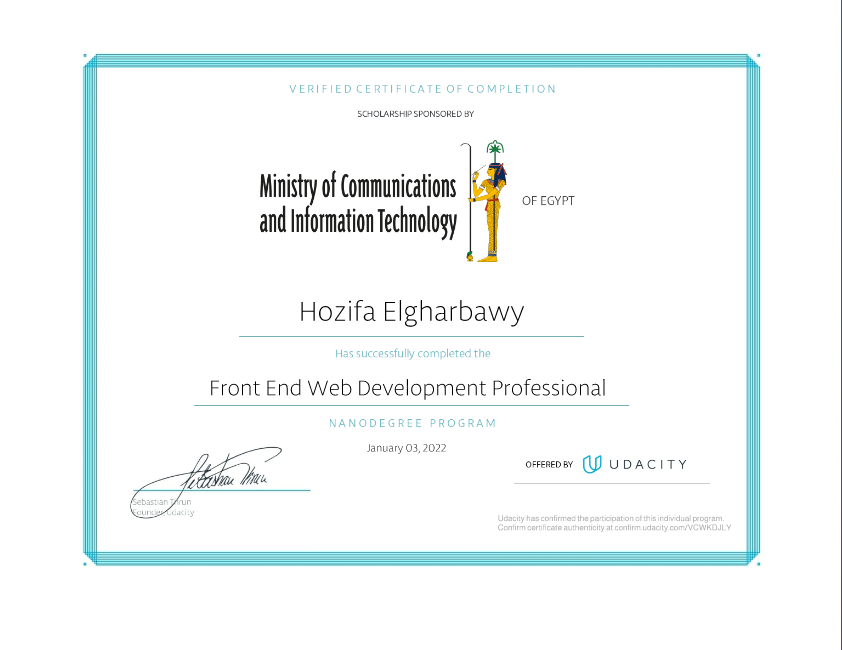 VERIFIED CERTIFICATE OF COMPLETION
SCHOLARSHIP SPONSORED BY
Ministry of Communications
and Information Technology
OF EGYPT
Hozifa Elgharbawy
Has successfully completed the
Front End Web Development Professional
NANODEGREE PROGRAM
January 03, 2022
OFFERED BY UDACITY
Sebastian Thrun
Sebastian Thrun
Founder, Udacity
Udacity has confirmed the participation of this individual program.
Confirm certificate authenticity at confirm.udacity.com/VCWKDJLY